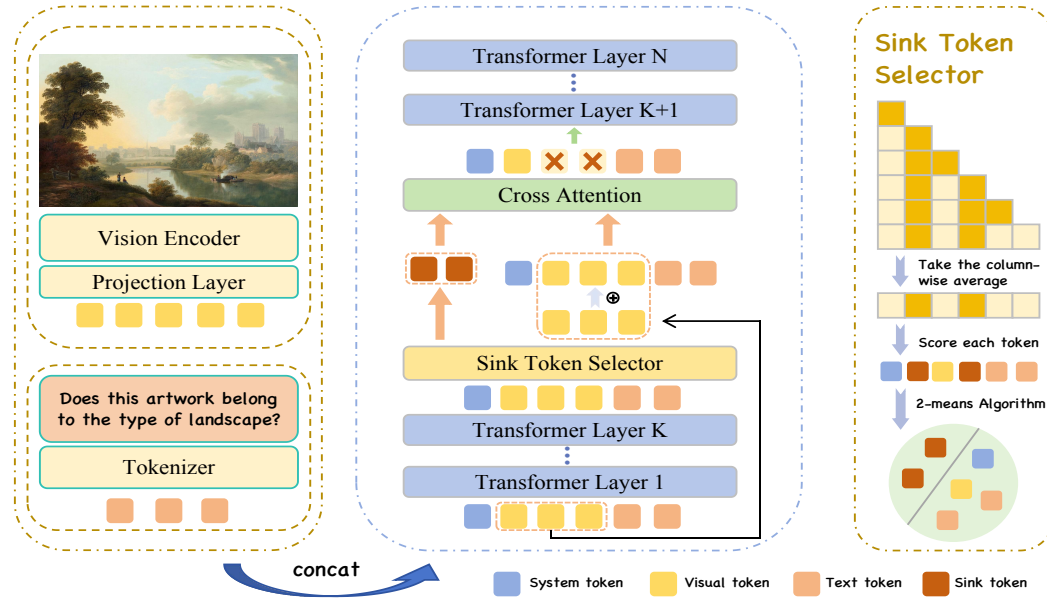 Vision Encoder
Projection Layer
Does this artwork belong
to the type of landscape?
Tokenizer
concat
Transformer Layer N
Transformer Layer K+1
Cross Attention
Sink Token Selector
Transformer Layer K
Transformer Layer 1
Sink Token
Selector
Take the column-
wise average
Score each token
2-means Algorithm
System token
Visual token
Text token
Sink token